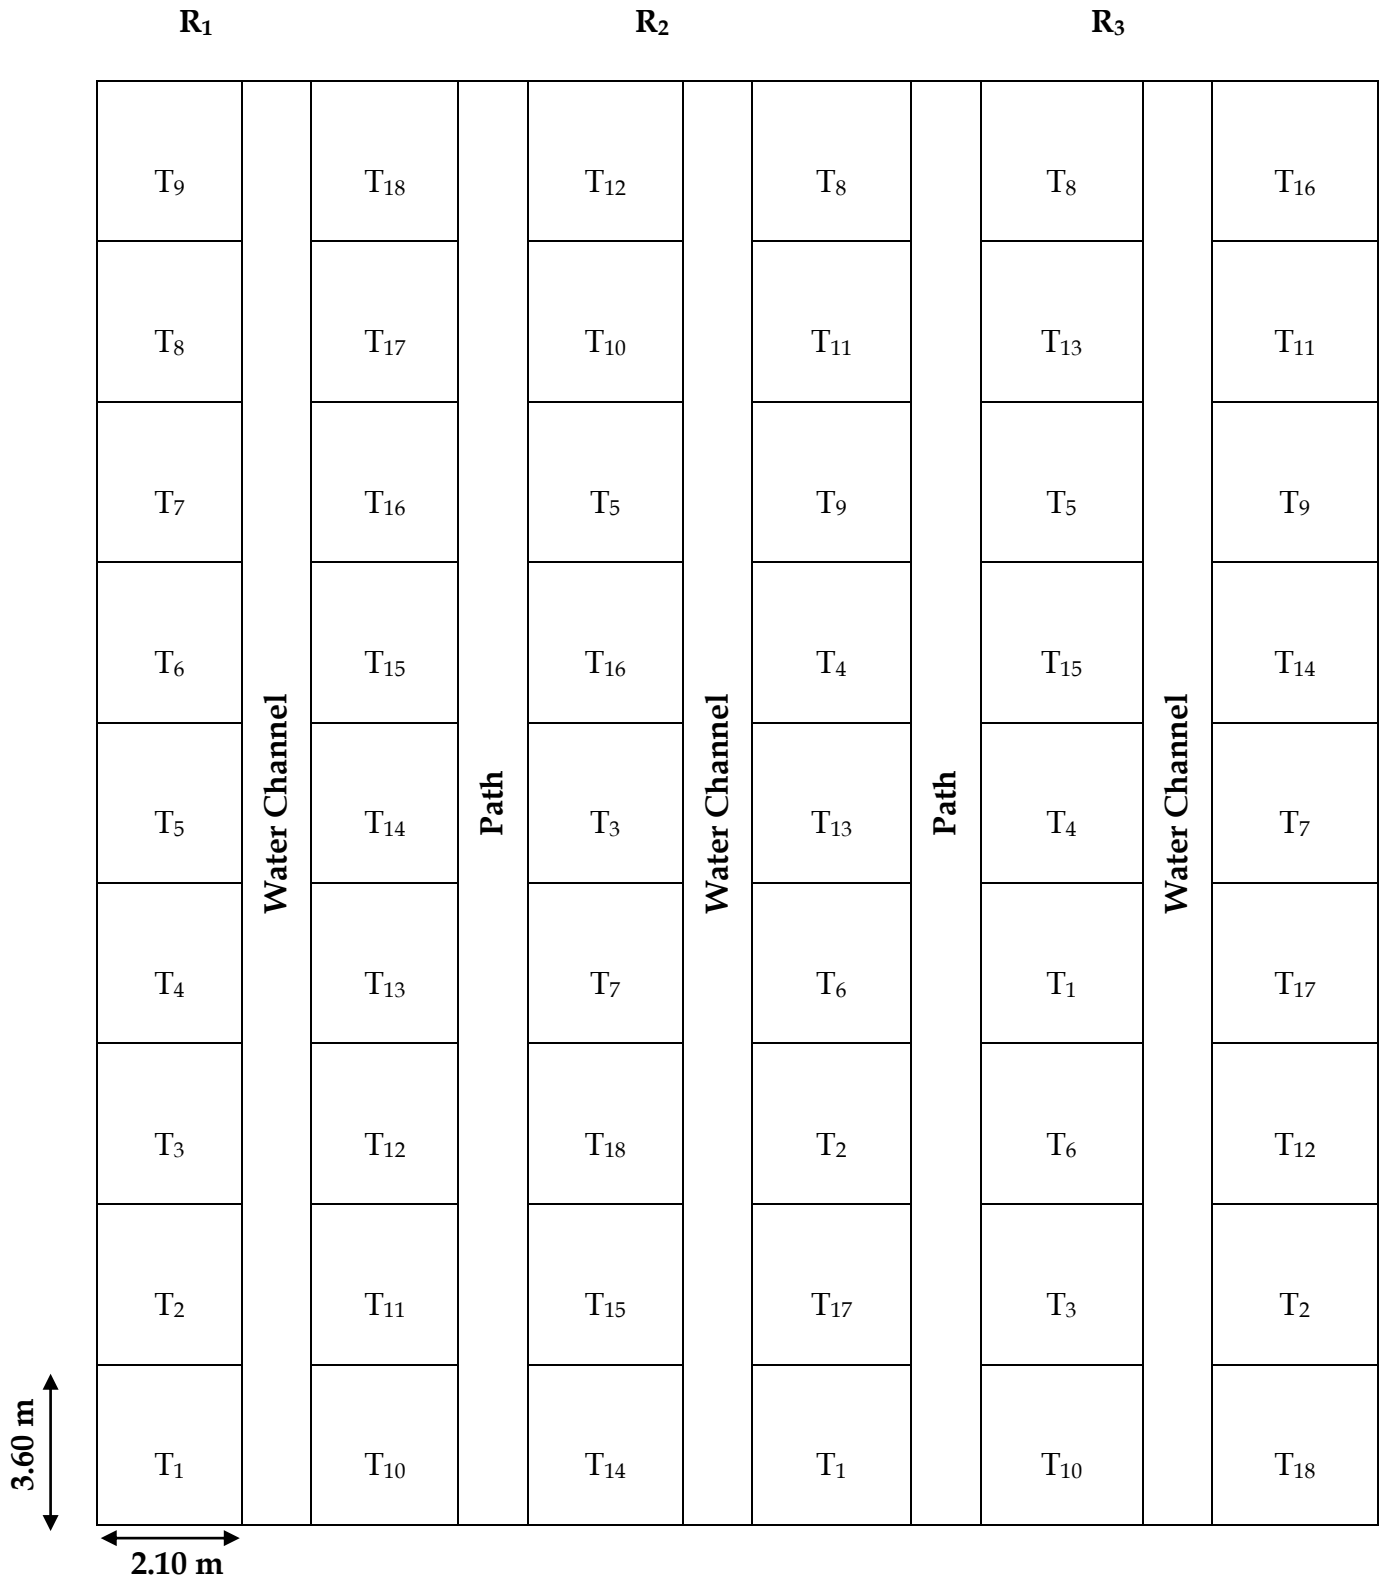 R₁ R₂ R₃
T₉ T₁₈ T₁₂ T₈ T₈ T₁₆
T₈ T₁₇ T₁₀ T₁₁ T₁₃ T₁₁
T₇ T₁₆ T₅ T₉ T₅ T₉
T₆ T₁₅ T₁₆ T₄ T₁₅ T₁₄
Water Channel
Path
Water Channel
Path
Water Channel
T₅ T₁₄ T₃ T₁₃ T₄ T₇
T₄ T₁₃ T₇ T₆ T₁ T₁₇
T₃ T₁₂ T₁₈ T₂ T₆ T₁₂
T₂ T₁₁ T₁₅ T₁₇ T₃ T₂
T₁ T₁₀ T₁₄ T₁ T₁₀ T₁₈
3.60 m
2.10 m